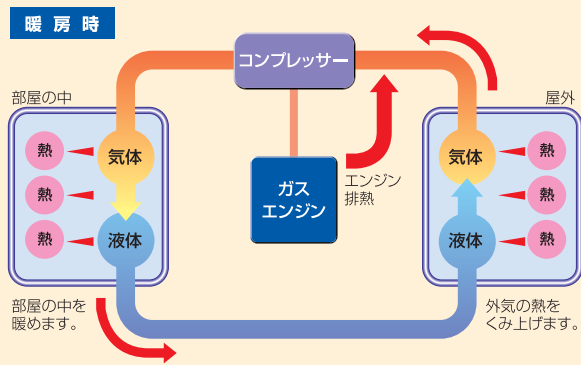 暖房時
コンプレッサー
部屋の中
屋外
熱
気体
気体
熱
熱
ガス
エンジン
エンジン
排熱
熱
熱
液体
液体
熱
部屋の中を
暖めます。
外気の熱を
くみ上げます。